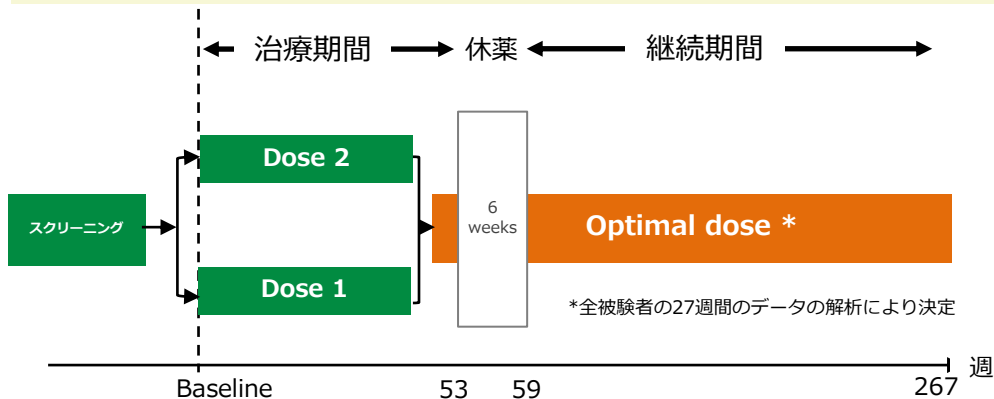 治療期間
休薬
継続期間
Dose 2
スクリーニング
6
weeks
Optimal dose *
Dose 1
*全被験者の27週間のデータの解析により決定
週
Baseline
53
59
267